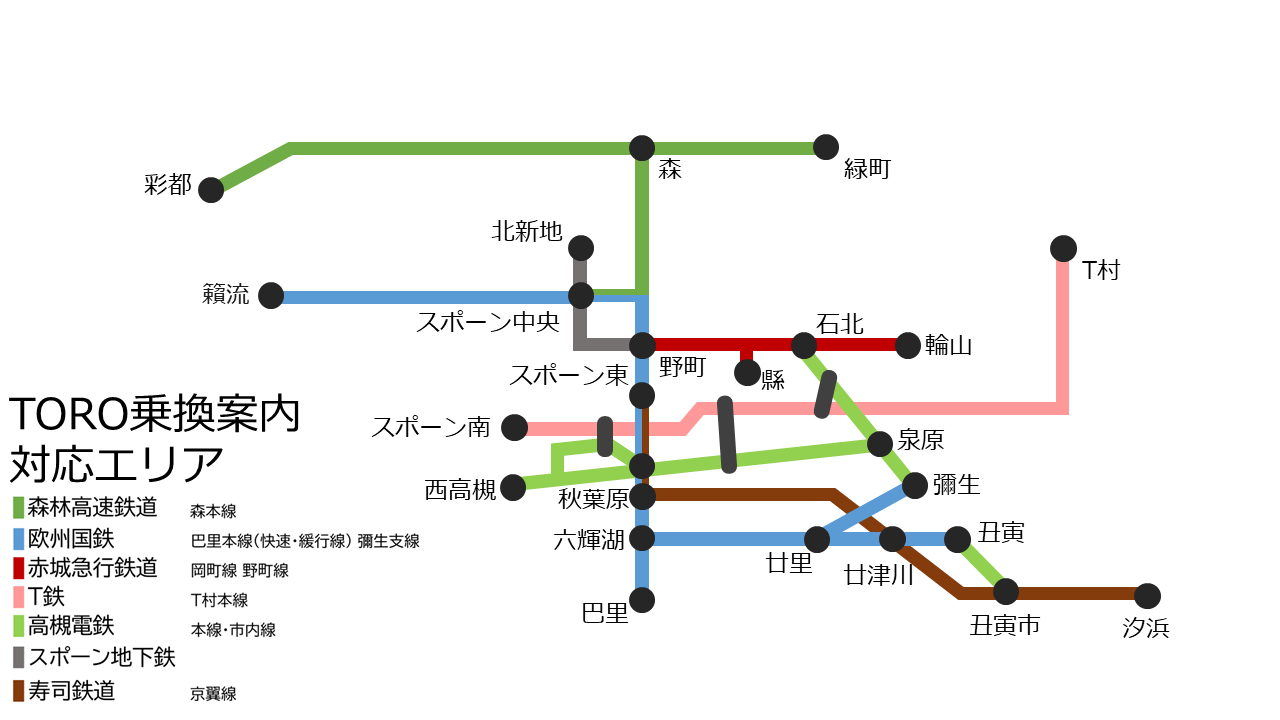 彩都
森
緑町
北新地
T村
籟流
スポーン中央
石北
輪山
野町
スポーン東
縣
スポーン南
泉原
西高槻
彌生
秋葉原
六輝湖
丑寅
廿里
廿津川
巴里
丑寅市
汐浜
TORO乗換案内
対応エリア
森林高速鉄道 森本線
欧州国鉄 巴里本線(快速・緩行線) 彌生支線
赤城急行鉄道 岡町線 野町線
T鉄 T村本線
高槻電鉄 本線・市内線
スポーン地下鉄
寿司鉄道 京翼線